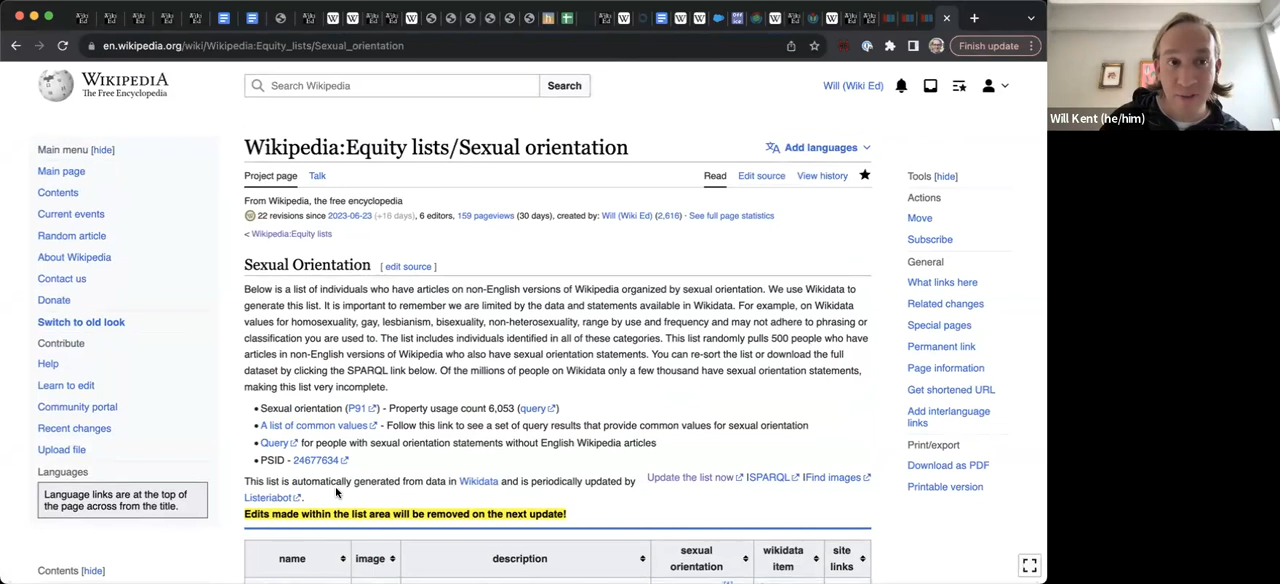 en.wikipedia.org/wiki/Wikipedia:Equity_lists/Sexual_orientation
Finish update
WIKIPEDIA
The Free Encyclopedia
Search Wikipedia
Search
Will (Wiki Ed)
Will Kent (he/him)
Main menu [hide]
Main page
Contents
Current events
Random article
About Wikipedia
Contact us
Donate
Switch to old look
Contribute
Help
Learn to edit
Community portal
Recent changes
Upload file
Languages
Language links are at the top of
the page across from the title.
Contents [hide]
Wikipedia:Equity lists/Sexual orientation
Add languages
Project page
Talk
Read
Edit source
View history
From Wikipedia, the free encyclopedia
22 revisions since 2023-06-23 (+16 days), 6 editors, 159 pageviews (30 days), created by: Will (Wiki Ed) (2,616) · See full page statistics
< Wikipedia:Equity lists
Sexual Orientation [ edit source ]
Below is a list of individuals who have articles on non-English versions of Wikipedia organized by sexual orientation. We use Wikidata to
generate this list. It is important to remember we are limited by the data and statements available in Wikidata. For example, on Wikidata
values for homosexuality, gay, lesbianism, bisexuality, non-heterosexuality, range by use and frequency and may not adhere to phrasing or
classification you are used to. The list includes individuals identified in all of these categories. This list randomly pulls 500 people who have
articles in non-English versions of Wikipedia who also have sexual orientation statements. You can re-sort the list or download the full
dataset by clicking the SPARQL link below. Of the millions of people on Wikidata only a few thousand have sexual orientation statements,
making this list very incomplete.
• Sexual orientation (P91) - Property usage count 6,053 (query)
• A list of common values - Follow this link to see a set of query results that provide common values for sexual orientation
• Query for people with sexual orientation statements without English Wikipedia articles
• PSID - 24677634
This list is automatically generated from data in Wikidata and is periodically updated by
Listeriabot.
Update the list now |SPARQL |Find images
Edits made within the list area will be removed on the next update!
name
image
description
sexual
orientation
wikidata
item
site
links
Tools [hide]
Actions
Move
Subscribe
General
What links here
Related changes
Special pages
Permanent link
Page information
Get shortened URL
Add interlanguage
links
Print/export
Download as PDF
Printable version